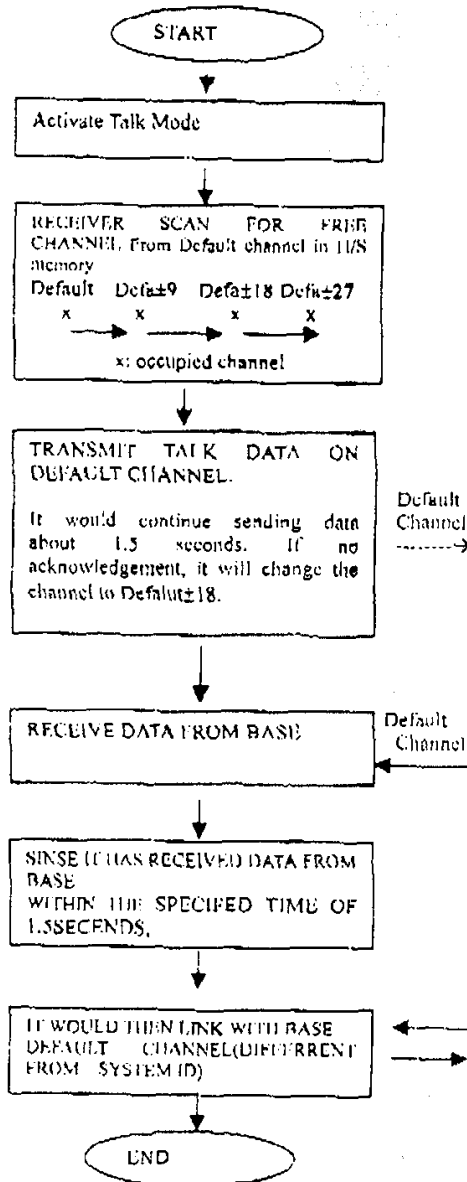 START
Activate Talk Mode
RECEIVER SCAN FOR FREE
CHANNEL From Default channel in H/S
memory
Default Defa±9 Defa±18 Defa±27
x x x x
x: occupied channel
TRANSMIT TALK DATA ON
DEFAULT CHANNEL.
It would continue sending data
about 1.5 seconds. If no
acknowledgement, it will change the
channel to Defalut±18.
Default
Channel
RECEIVE DATA FROM BASE
Default
Channel
SINSE IT HAS RECEIVED DATA FROM
BASE
WITHIN THE SPECIFED TIME OF
1.5SECENDS,
IT WOULD THEN LINK WITH BASE
DEFAULT CHANNEL(DIFFERRENT
FROM SYSTEM ID)
END